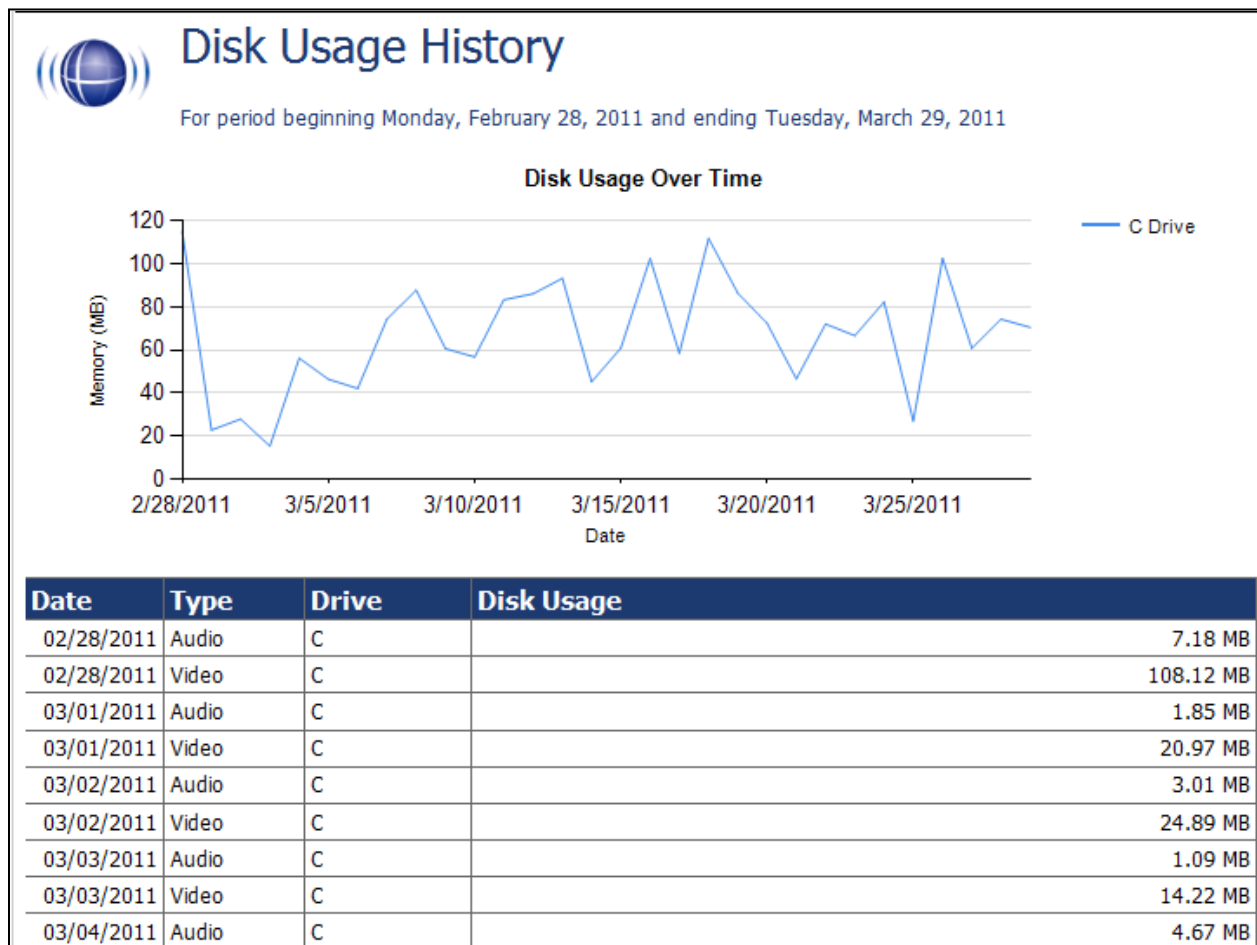 Disk Usage History
For period beginning Monday, February 28, 2011 and ending Tuesday, March 29, 2011
Disk Usage Over Time
120
100
80
60
40
20
0
Memory (MB)
C Drive
2/28/2011 3/5/2011 3/10/2011 3/15/2011 3/20/2011 3/25/2011
Date
Date Type Drive Disk Usage
02/28/2011 Audio C 7.18 MB
02/28/2011 Video C 108.12 MB
03/01/2011 Audio C 1.85 MB
03/01/2011 Video C 20.97 MB
03/02/2011 Audio C 3.01 MB
03/02/2011 Video C 24.89 MB
03/03/2011 Audio C 1.09 MB
03/03/2011 Video C 14.22 MB
03/04/2011 Audio C 4.67 MB